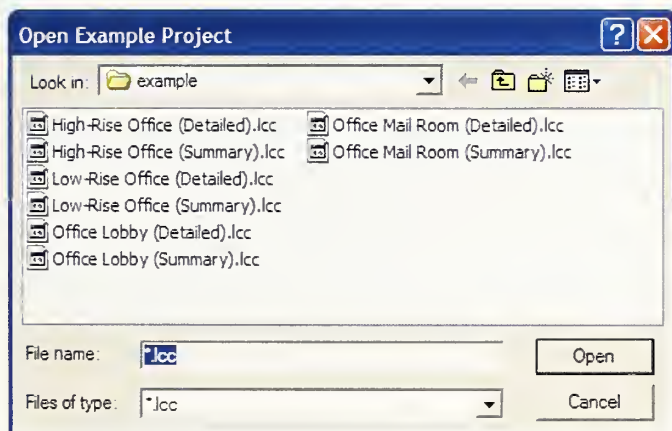 Open Example Project
Look in: example
High-Rise Office (Detailed).lcc
High-Rise Office (Summary).lcc
Low-Rise Office (Detailed).lcc
Low-Rise Office (Summary).lcc
Office Lobby (Detailed).lcc
Office Lobby (Summary).lcc
Office Mail Room (Detailed).lcc
Office Mail Room (Summary).lcc
File name: *.lcc
Open
Files of type: *.lcc
Cancel